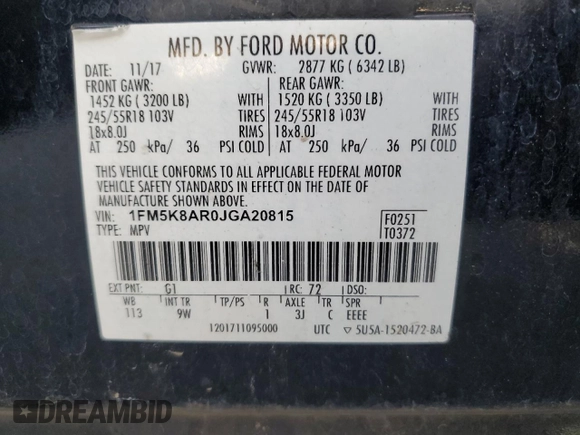 MFD. BY FORD MOTOR CO.
DATE: 11/17 GVWR: 2877 KG ( 6342 LB)
FRONT GAWR: REAR GAWR:
1452 KG ( 3200 LB) WITH 1520 KG ( 3350 LB) WITH
245/55R18 103V TIRES 245/55R18 103V TIRES
18x8.0J RIMS 18x8.0J RIMS
AT 250 kPa/ 36 PSI COLD AT 250 kPa/ 36 PSI COLD
THIS VEHICLE CONFORMS TO ALL APPLICABLE FEDERAL MOTOR
VEHICLE SAFETY STANDARDS IN EFFECT ON THE DATE OF
MANUFACTURE SHOWN ABOVE.
VIN: 1FM5K8AR0JGA20815 F0251
TYPE: MPV T0372
EXT PNT: G1 RC: 72 DSO:
WB INT TR TP/PS R AXLE TR SPR
113 9W 1 3J C EEEE
1201711095000 UTC ▽ 5U5A-1520472-BA
DREAMBID